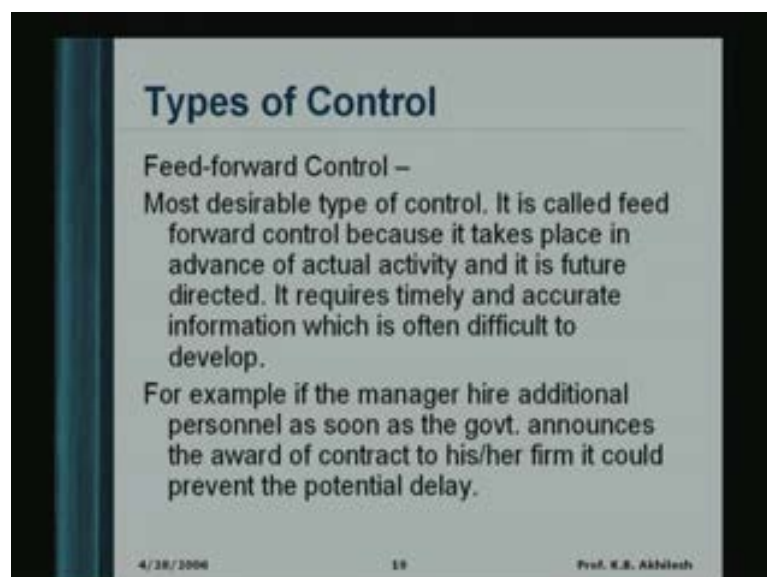 Types of Control
Feed-forward Control –
Most desirable type of control. It is called feed
forward control because it takes place in
advance of actual activity and it is future
directed. It requires timely and accurate
information which is often difficult to
develop.
For example if the manager hire additional
personnel as soon as the govt. announces
the award of contract to his/her firm it could
prevent the potential delay.
4/28/2006 19 Prof. K.B. Akhilesh